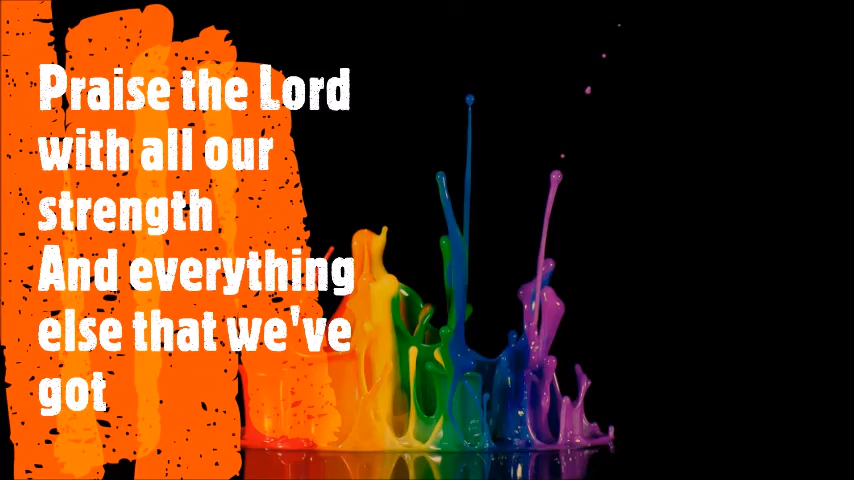 Praise the Lord
with all our
strength
And everything
else that we've
got